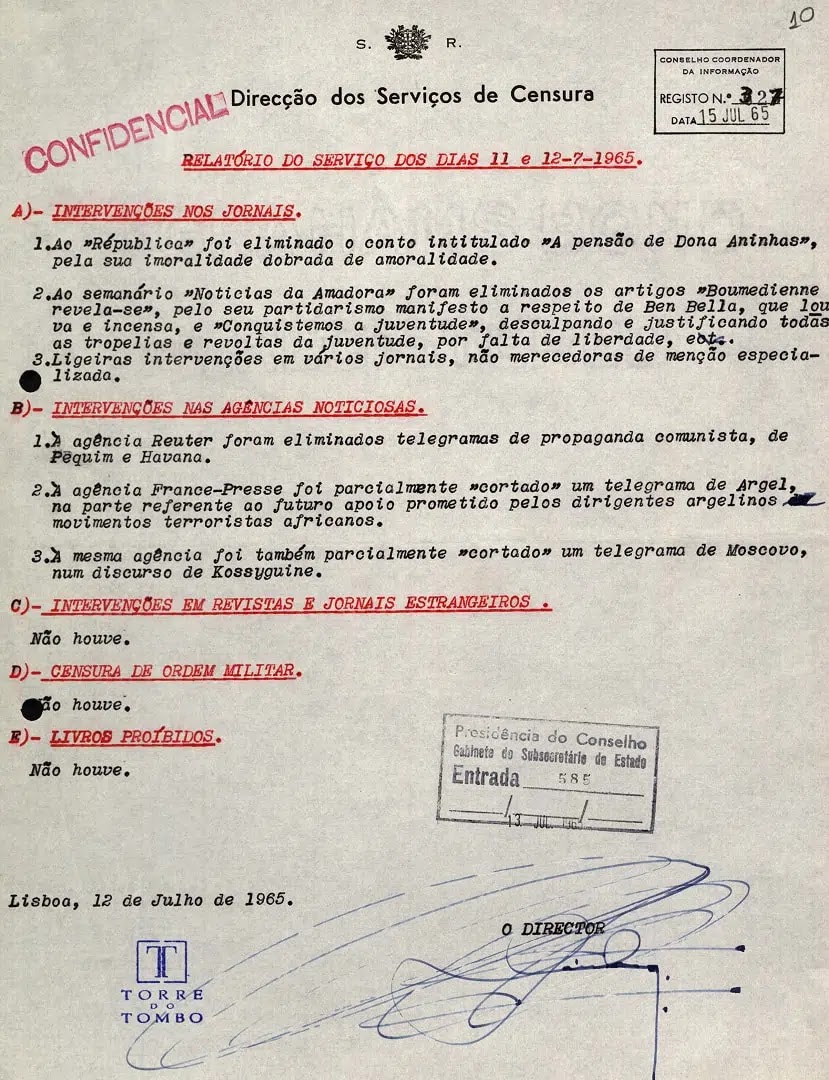 10
S. R.
CONSELHO COORDENADOR
DA INFORMAÇÃO
REGISTO N.º 327
DATA 15 JUL 65
CONFIDENCIAL
Direcção dos Serviços de Censura
RELATÓRIO DO SERVIÇO DOS DIAS 11 e 12-7-1965.
A)- INTERVENÇÕES NOS JORNAIS.
1.Ao "Républica" foi eliminado o conto intitulado "A pensão de Dona Aninhas",
pela sua imoralidade dobrada de amoralidade.
2.Ao semanário "Noticias da Amadora" foram eliminados os artigos "Boumedienne
revela-se", pelo seu partidarismo manifesto a respeito de Ben Bella, que lou
va e incensa, e "Conquistemos a juventude", desculpando e justificando todas
as tropelias e revoltas da juventude, por falta de liberdade, ect..
3.Ligeiras intervenções em vários jornais, não merecedoras de menção especia-
lizada.
B)- INTERVENÇÕES NAS AGÊNCIAS NOTICIOSAS.
1.À agência Reuter foram eliminados telegramas de propaganda comunista, de
Pequim e Havana.
2.À agência France-Presse foi parcialmente "cortado" um telegrama de Argel,
na parte referente ao futuro apoio prometido pelos dirigentes argelinos
movimentos terroristas africanos.
3.À mesma agência foi também parcialmente "cortado" um telegrama de Moscovo,
num discurso de Kossyguine.
C)- INTERVENÇÕES EM REVISTAS E JORNAIS ESTRANGEIROS .
Não houve.
D)- CENSURA DE ORDEM MILITAR.
Não houve.
E)- LIVROS PROÍBIDOS.
Não houve.
Presidência do Conselho
Gabinete do Subsecretário de Estado
Entrada 585
13 JUL. 1965
Lisboa, 12 de Julho de 1965.
O DIRECTOR
TORRE
DO
TOMBO